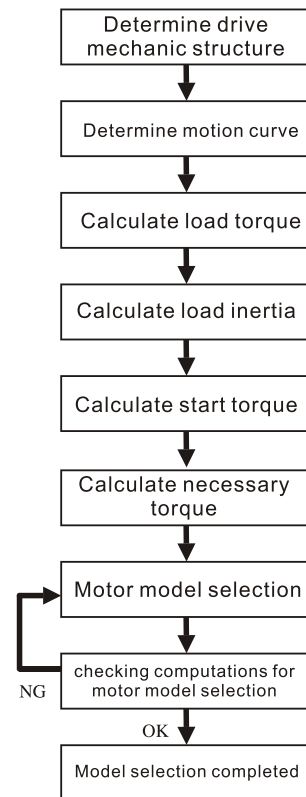 Determine drive
mechanic structure
Determine motion curve
Calculate load torque
Calculate load inertia
Calculate start torque
Calculate necessary
torque
Motor model selection
checking computations for
motor model selection
NG
OK
Model selection completed